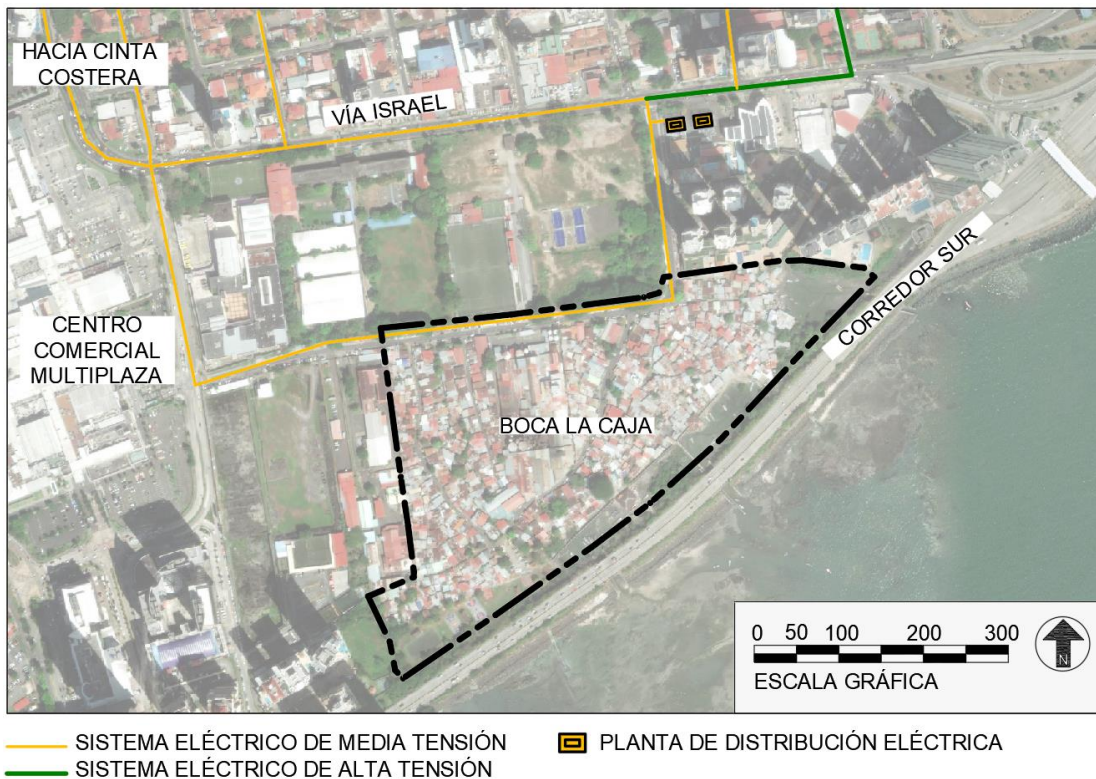 HACIA CINTA
COSTERA
VÍA ISRAEL
CORREDOR SUR
CENTRO
COMERCIAL
MULTIPLAZA
BOCA LA CAJA
0 50 100 200 300
ESCALA GRÁFICA
N
SISTEMA ELÉCTRICO DE MEDIA TENSIÓN
PLANTA DE DISTRIBUCIÓN ELÉCTRICA
SISTEMA ELÉCTRICO DE ALTA TENSIÓN